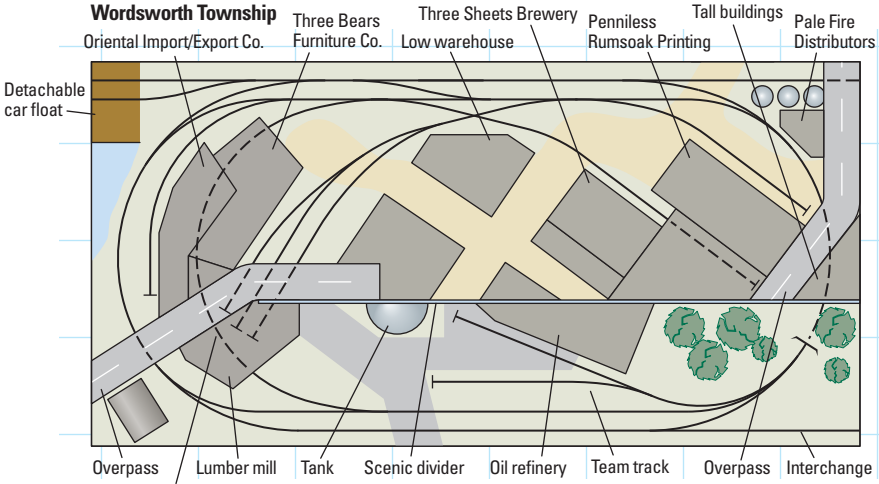 Wordsworth Township
Oriental Import/Export Co.
Three Bears
Furniture Co.
Three Sheets Brewery
Low warehouse
Penniless
Rumsoak Printing
Tall buildings
Pale Fire
Distributors
Detachable
car float
Overpass
Lumber mill
Tank
Scenic divider
Oil refinery
Team track
Overpass
Interchange